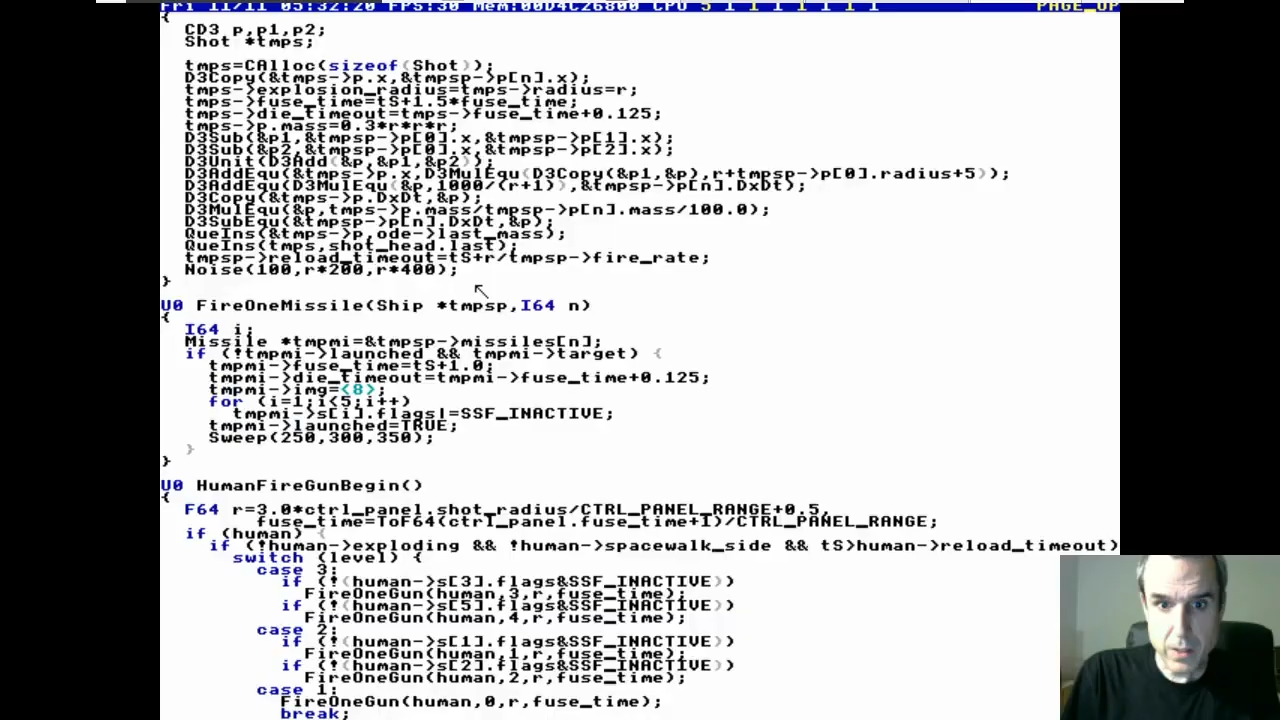 Fri 11/11 05:32:20 FPS:30 Mem:00D4C26800 CPU 5 1 1 1 1 1 1 1 PAGE_UP
{
CD3 p,p1,p2;
Shot *tmps;
tmps=CAlloc(sizeof(Shot));
D3Copy(&tmps->p.x,&tmpsp->p[n].x);
tmps->explosion_radius=tmps->radius=r;
tmps->fuse_time=tS+1.5*fuse_time;
tmps->die_timeout=tmps->fuse_time+0.125;
tmps->p.mass=0.3*r*r*r;
D3Sub(&p1,&tmpsp->p[0].x,&tmpsp->p[1].x);
D3Sub(&p2,&tmpsp->p[0].x,&tmpsp->p[2].x);
D3Unit(D3Add(&p,&p1,&p2));
D3AddEqu(&tmps->p.x,D3MulEqu(D3Copy(&p1,&p),r+tmpsp->p[0].radius+5));
D3AddEqu(D3MulEqu(&p,1000/(r+1)),&tmpsp->p[n].DxDt);
D3Copy(&tmps->p.DxDt,&p);
D3MulEqu(&p,tmps->p.mass/tmpsp->p[n].mass/100.0);
D3SubEqu(&tmpsp->p[n].DxDt,&p);
QueIns(&tmps->p,ode->last_mass);
QueIns(tmps,shot_head.last);
tmpsp->reload_timeout=tS+r/tmpsp->fire_rate;
Noise(100,r*200,r*400);
}
U0 FireOneMissile(Ship *tmpsp,I64 n)
{
I64 i;
Missile *tmpmi=&tmpsp->missiles[n];
if (!tmpmi->launched && tmpmi->target) {
tmpmi->fuse_time=tS+1.0;
tmpmi->die_timeout=tmpmi->fuse_time+0.125;
tmpmi->img=<8>;
for (i=1;i<5;i++)
tmpmi->s[i].flags|=SSF_INACTIVE;
tmpmi->launched=TRUE;
Sweep(250,300,350);
}
}
U0 HumanFireGunBegin()
{
F64 r=3.0*ctrl_panel.shot_radius/CTRL_PANEL_RANGE+0.5,
fuse_time=ToF64(ctrl_panel.fuse_time+1)/CTRL_PANEL_RANGE;
if (human) {
if (!human->exploding && !human->spacewalk_side && tS>human->reload_timeout)
switch (level) {
case 3:
if (!(human->s[3].flags&SSF_INACTIVE))
FireOneGun(human,3,r,fuse_time);
if (!(human->s[5].flags&SSF_INACTIVE))
FireOneGun(human,4,r,fuse_time);
case 2:
if (!(human->s[1].flags&SSF_INACTIVE))
FireOneGun(human,1,r,fuse_time);
if (!(human->s[2].flags&SSF_INACTIVE))
FireOneGun(human,2,r,fuse_time);
case 1:
FireOneGun(human,0,r,fuse_time);
break;